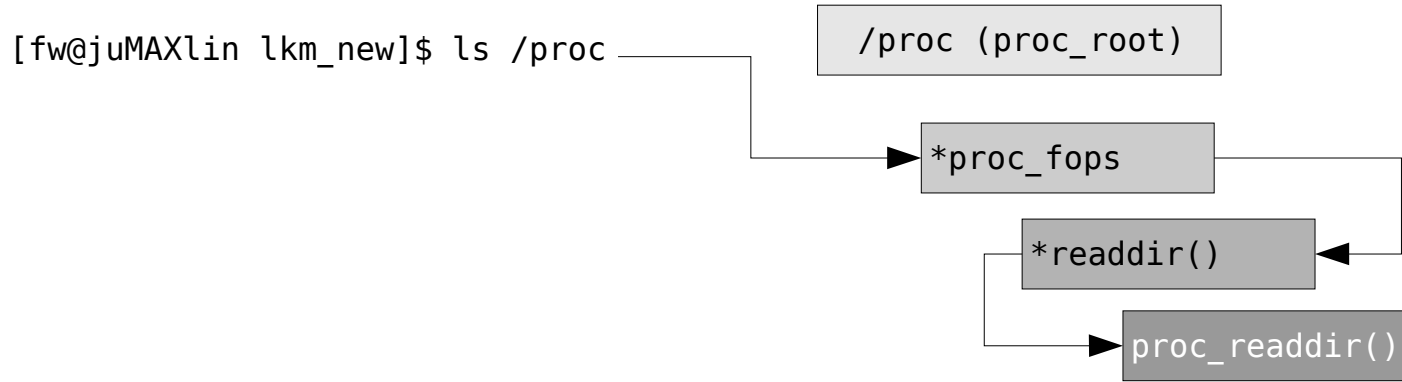 [fw@juMAXlin lkm_new]$ ls /proc
/proc (proc_root)
*proc_fops
*readdir()
proc_readdir()